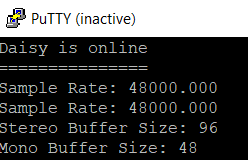 PuTTY (inactive)
Daisy is online
===============
Sample Rate: 48000.000
Sample Rate: 48000.000
Stereo Buffer Size: 96
Mono Buffer Size: 48